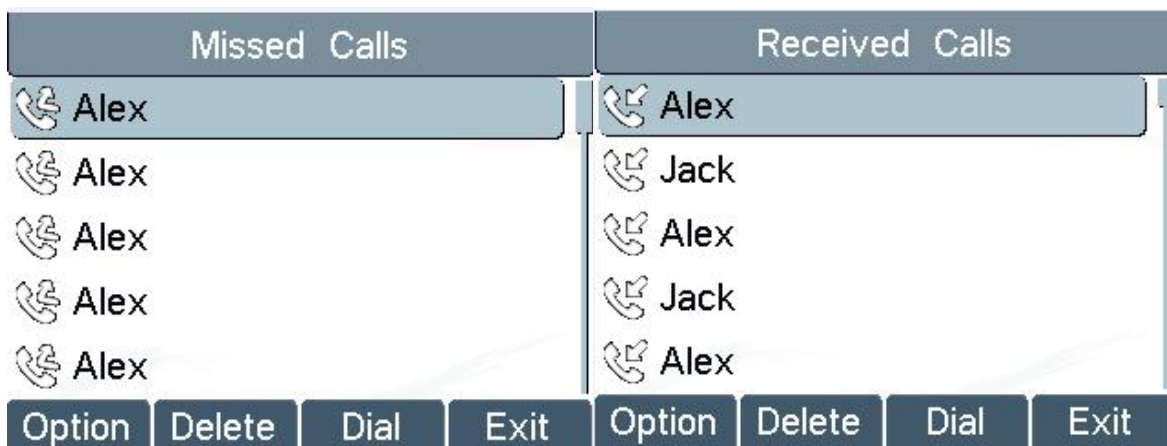 Missed Calls
Alex
Alex
Alex
Alex
Alex
Option Delete Dial Exit
Received Calls
Alex
Jack
Alex
Jack
Alex
Option Delete Dial Exit